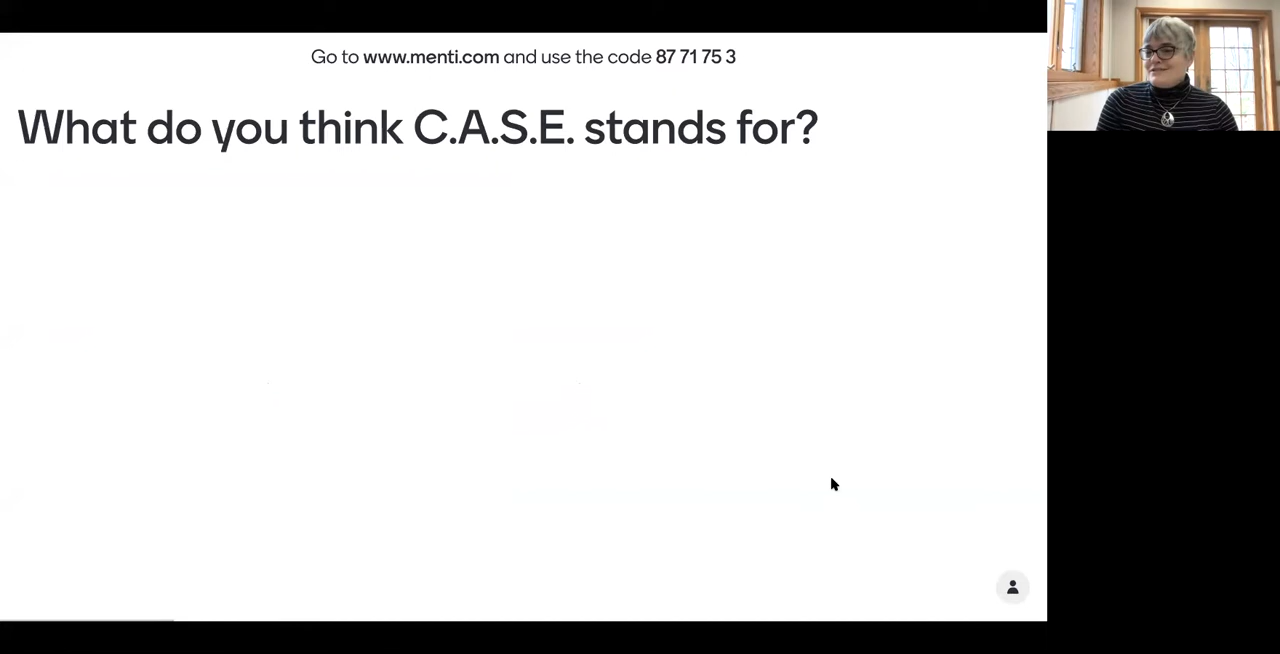 Go to www.menti.com and use the code 87 71 75 3
What do you think C.A.S.E. stands for?